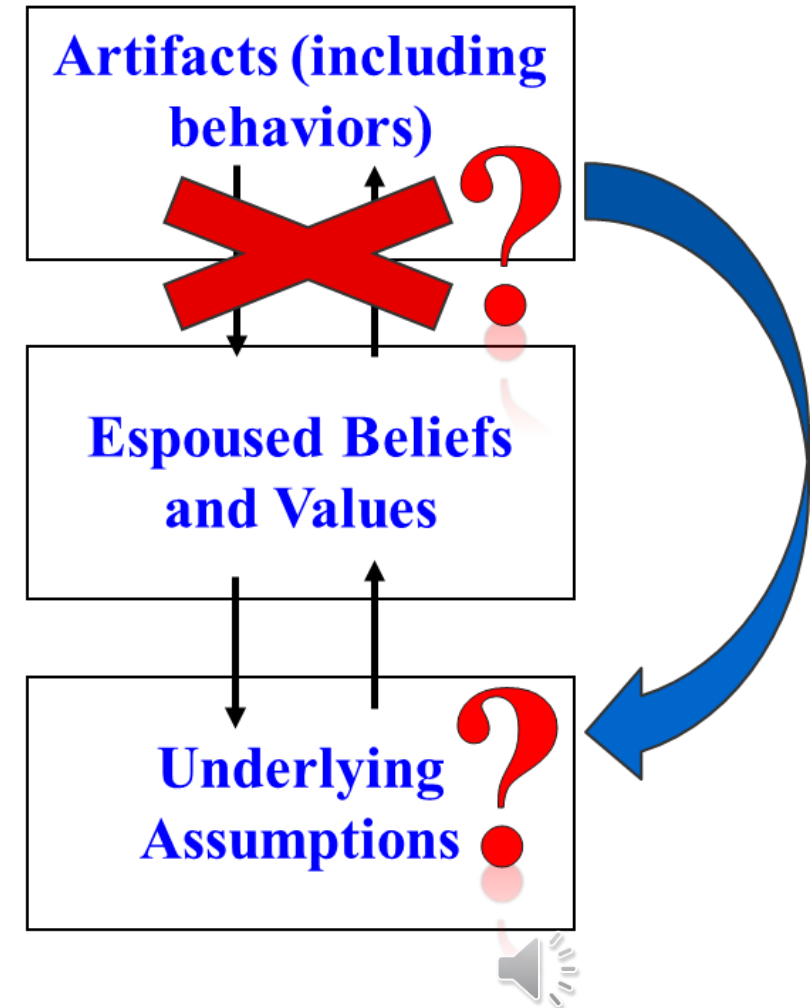 Artifacts (including
behaviors)
?
Espoused Beliefs
and Values
Underlying
Assumptions
?